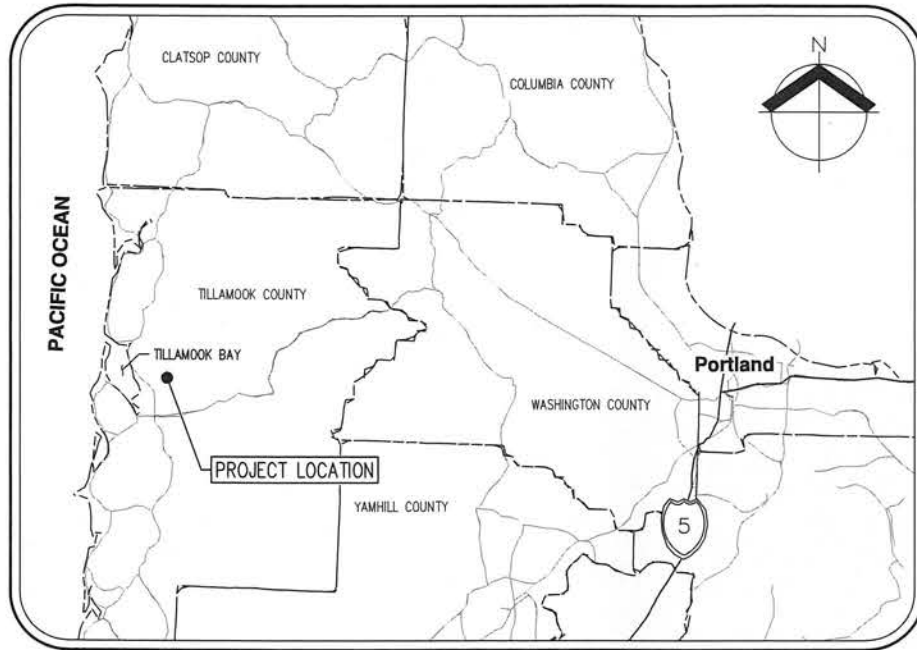 CLATSOP COUNTY
COLUMBIA COUNTY
N
PACIFIC OCEAN
TILLAMOOK COUNTY
TILLAMOOK BAY
Portland
WASHINGTON COUNTY
PROJECT LOCATION
YAMHILL COUNTY
5